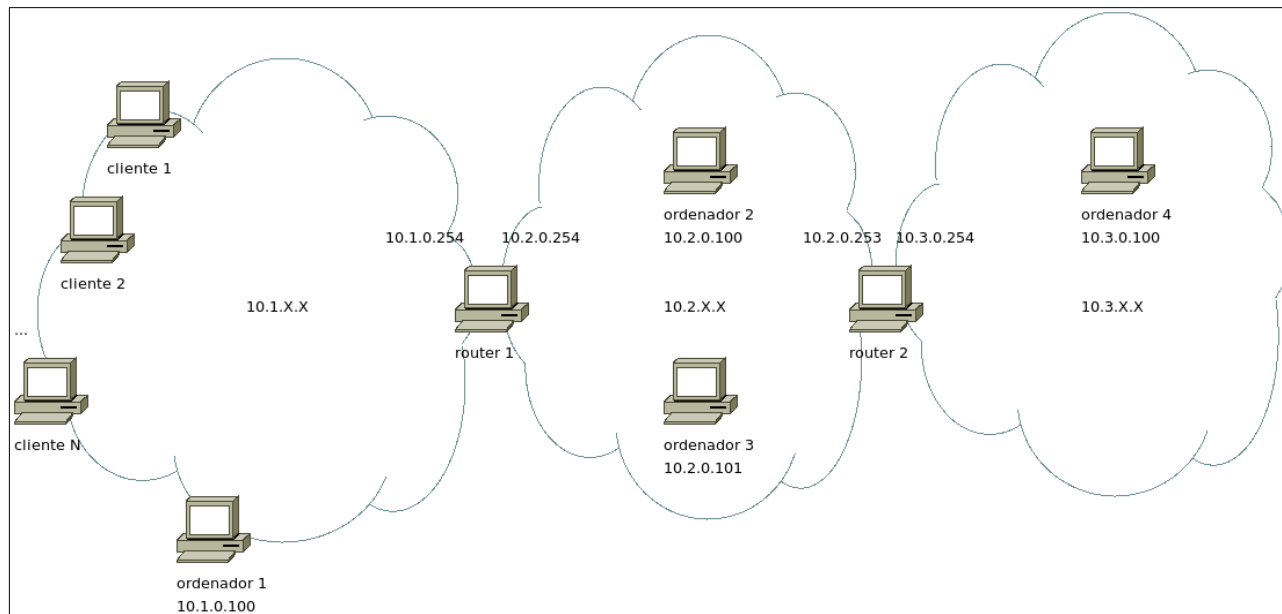 cliente 1
cliente 2
...
cliente N
ordenador 1
10.1.0.100
10.1.X.X
10.1.0.254
10.2.0.254
router 1
ordenador 2
10.2.0.100
10.2.X.X
ordenador 3
10.2.0.101
10.2.0.253
10.3.0.254
router 2
ordenador 4
10.3.0.100
10.3.X.X